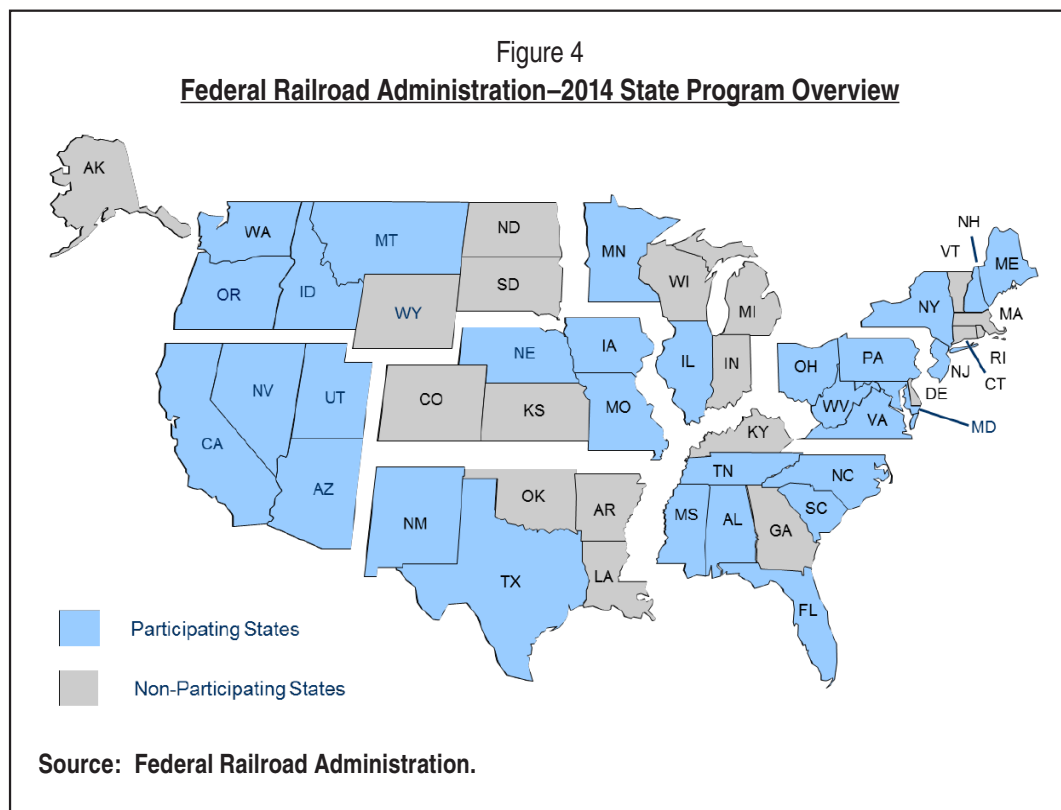 Figure 4
Federal Railroad Administration–2014 State Program Overview
AK
WA
MT
ND
MN
NH
VT
ME
OR
ID
SD
WI
MI
NY
MA
WY
NE
IA
IL
IN
OH
PA
NJ
RI
CT
NV
UT
CO
KS
MO
WV
VA
DE
MD
CA
KY
AZ
NM
OK
AR
TN
NC
MS
AL
GA
SC
TX
LA
FL
Participating States
Non-Participating States
Source: Federal Railroad Administration.